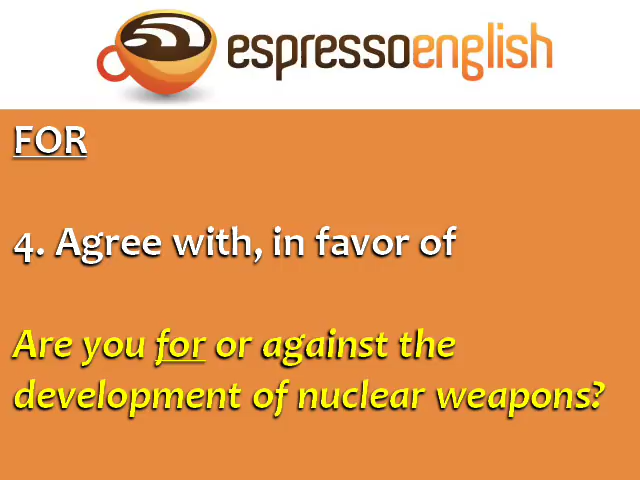 espressoenglish
FOR
4. Agree with, in favor of
Are you for or against the
development of nuclear weapons?